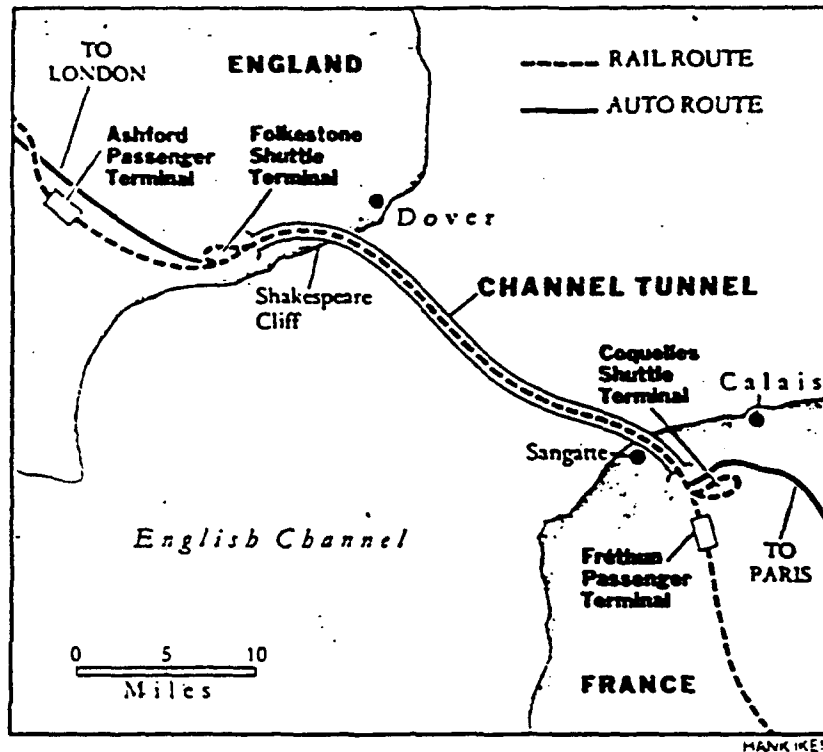 TO
LONDON
ENGLAND
RAIL ROUTE
AUTO ROUTE
Ashford
Passenger
Terminal
Folkestone
Shuttle
Terminal
Dover
Shakespeare
Cliff
CHANNEL TUNNEL
Coquelles
Shuttle
Terminal
Calais
Sangatte
English Channel
Fréthun
Passenger
Terminal
TO
PARIS
0 5 10
Miles
FRANCE